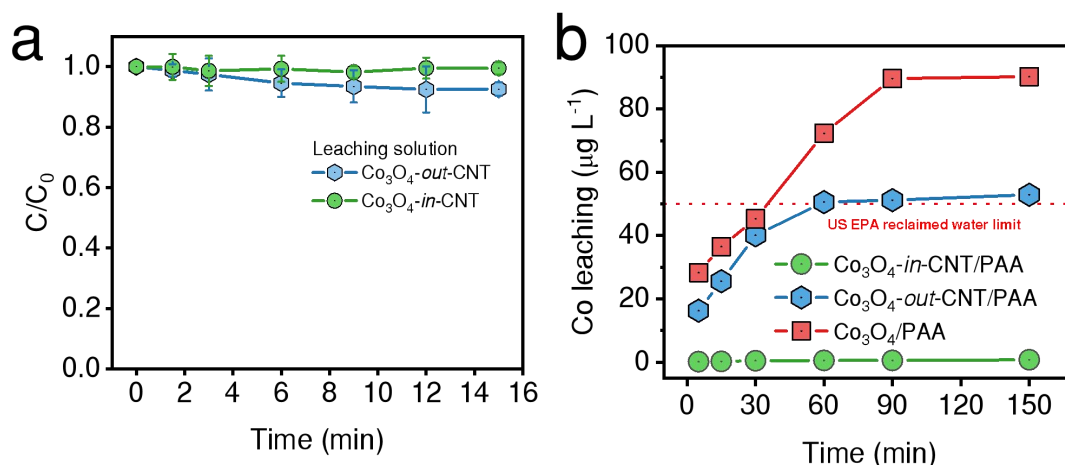 a
C/C₀
1.0
0.8
0.6
0.4
0.2
0.0
Leaching solution
Co₃O₄-out-CNT
Co₃O₄-in-CNT
0 2 4 6 8 10 12 14 16
Time (min)
b
Co leaching (μg L⁻¹)
100
80
60
40
20
0
US EPA reclaimed water limit
Co₃O₄-in-CNT/PAA
Co₃O₄-out-CNT/PAA
Co₃O₄/PAA
0 30 60 90 120 150
Time (min)